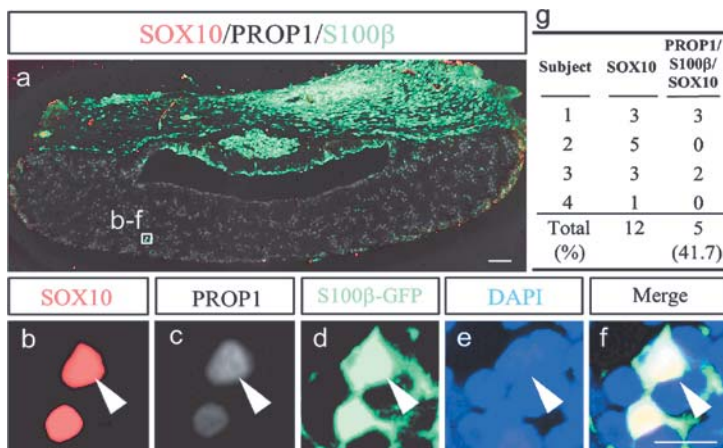 SOX10/PROP1/S100β
a
b-f
g
Subject SOX10 PROP1/S100β/SOX10
1 3 3
2 5 0
3 3 2
4 1 0
Total (%) 12 5 (41.7)
SOX10 PROP1 S100β-GFP DAPI Merge
b c d e f